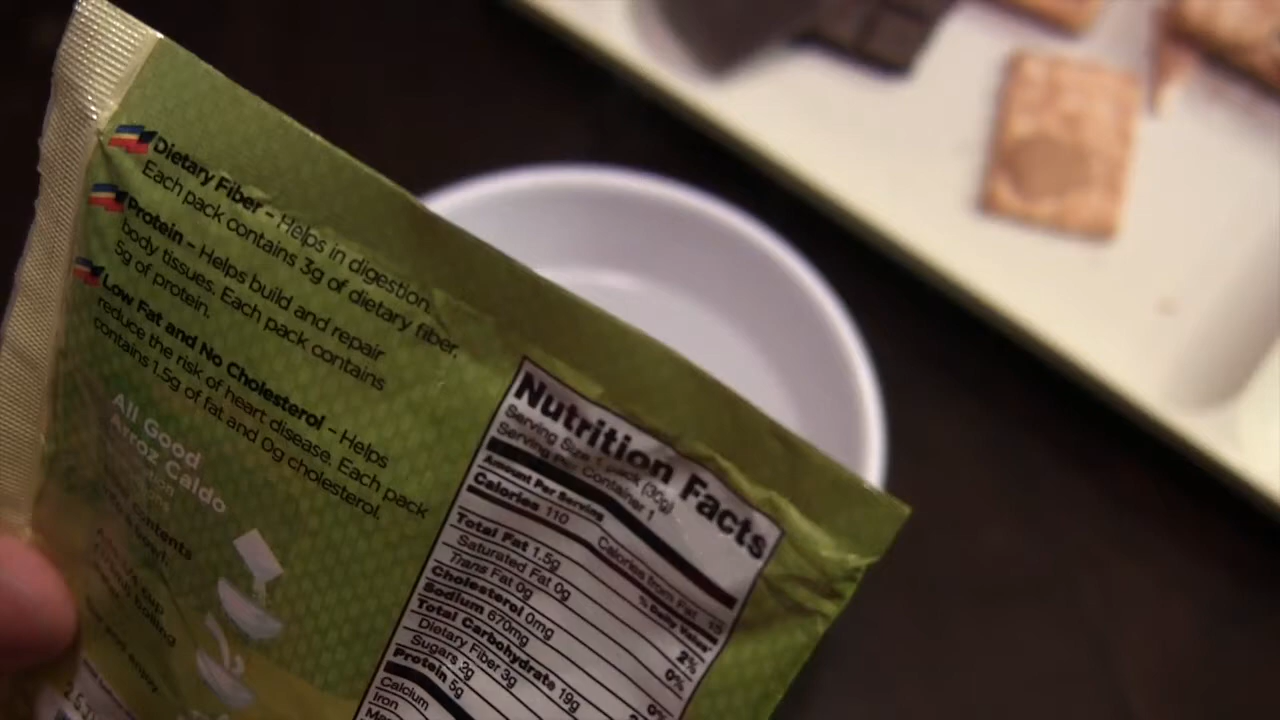 Dietary Fiber - Helps in digestion.
Each pack contains 3g of dietary fiber.
Protein - Helps build and repair
body tissues. Each pack contains
5g of protein.
Low Fat and No Cholesterol - Helps
reduce the risk of heart disease. Each pack
contains 1.5g of fat and 0g cholesterol.
All Good
Arroz Caldo
Nutrition Facts
Serving Size 1 pack (30g)
Serving Per Container 1
Amount Per Serving
Calories 110 Calories from Fat 15
% Daily Value*
Total Fat 1.5g 2%
Saturated Fat 0g 0%
Trans Fat 0g
Cholesterol 0mg 0%
Sodium 670mg
Total Carbohydrate 19g
Dietary Fiber 3g
Sugars 2g
Protein 5g
Calcium
Iron